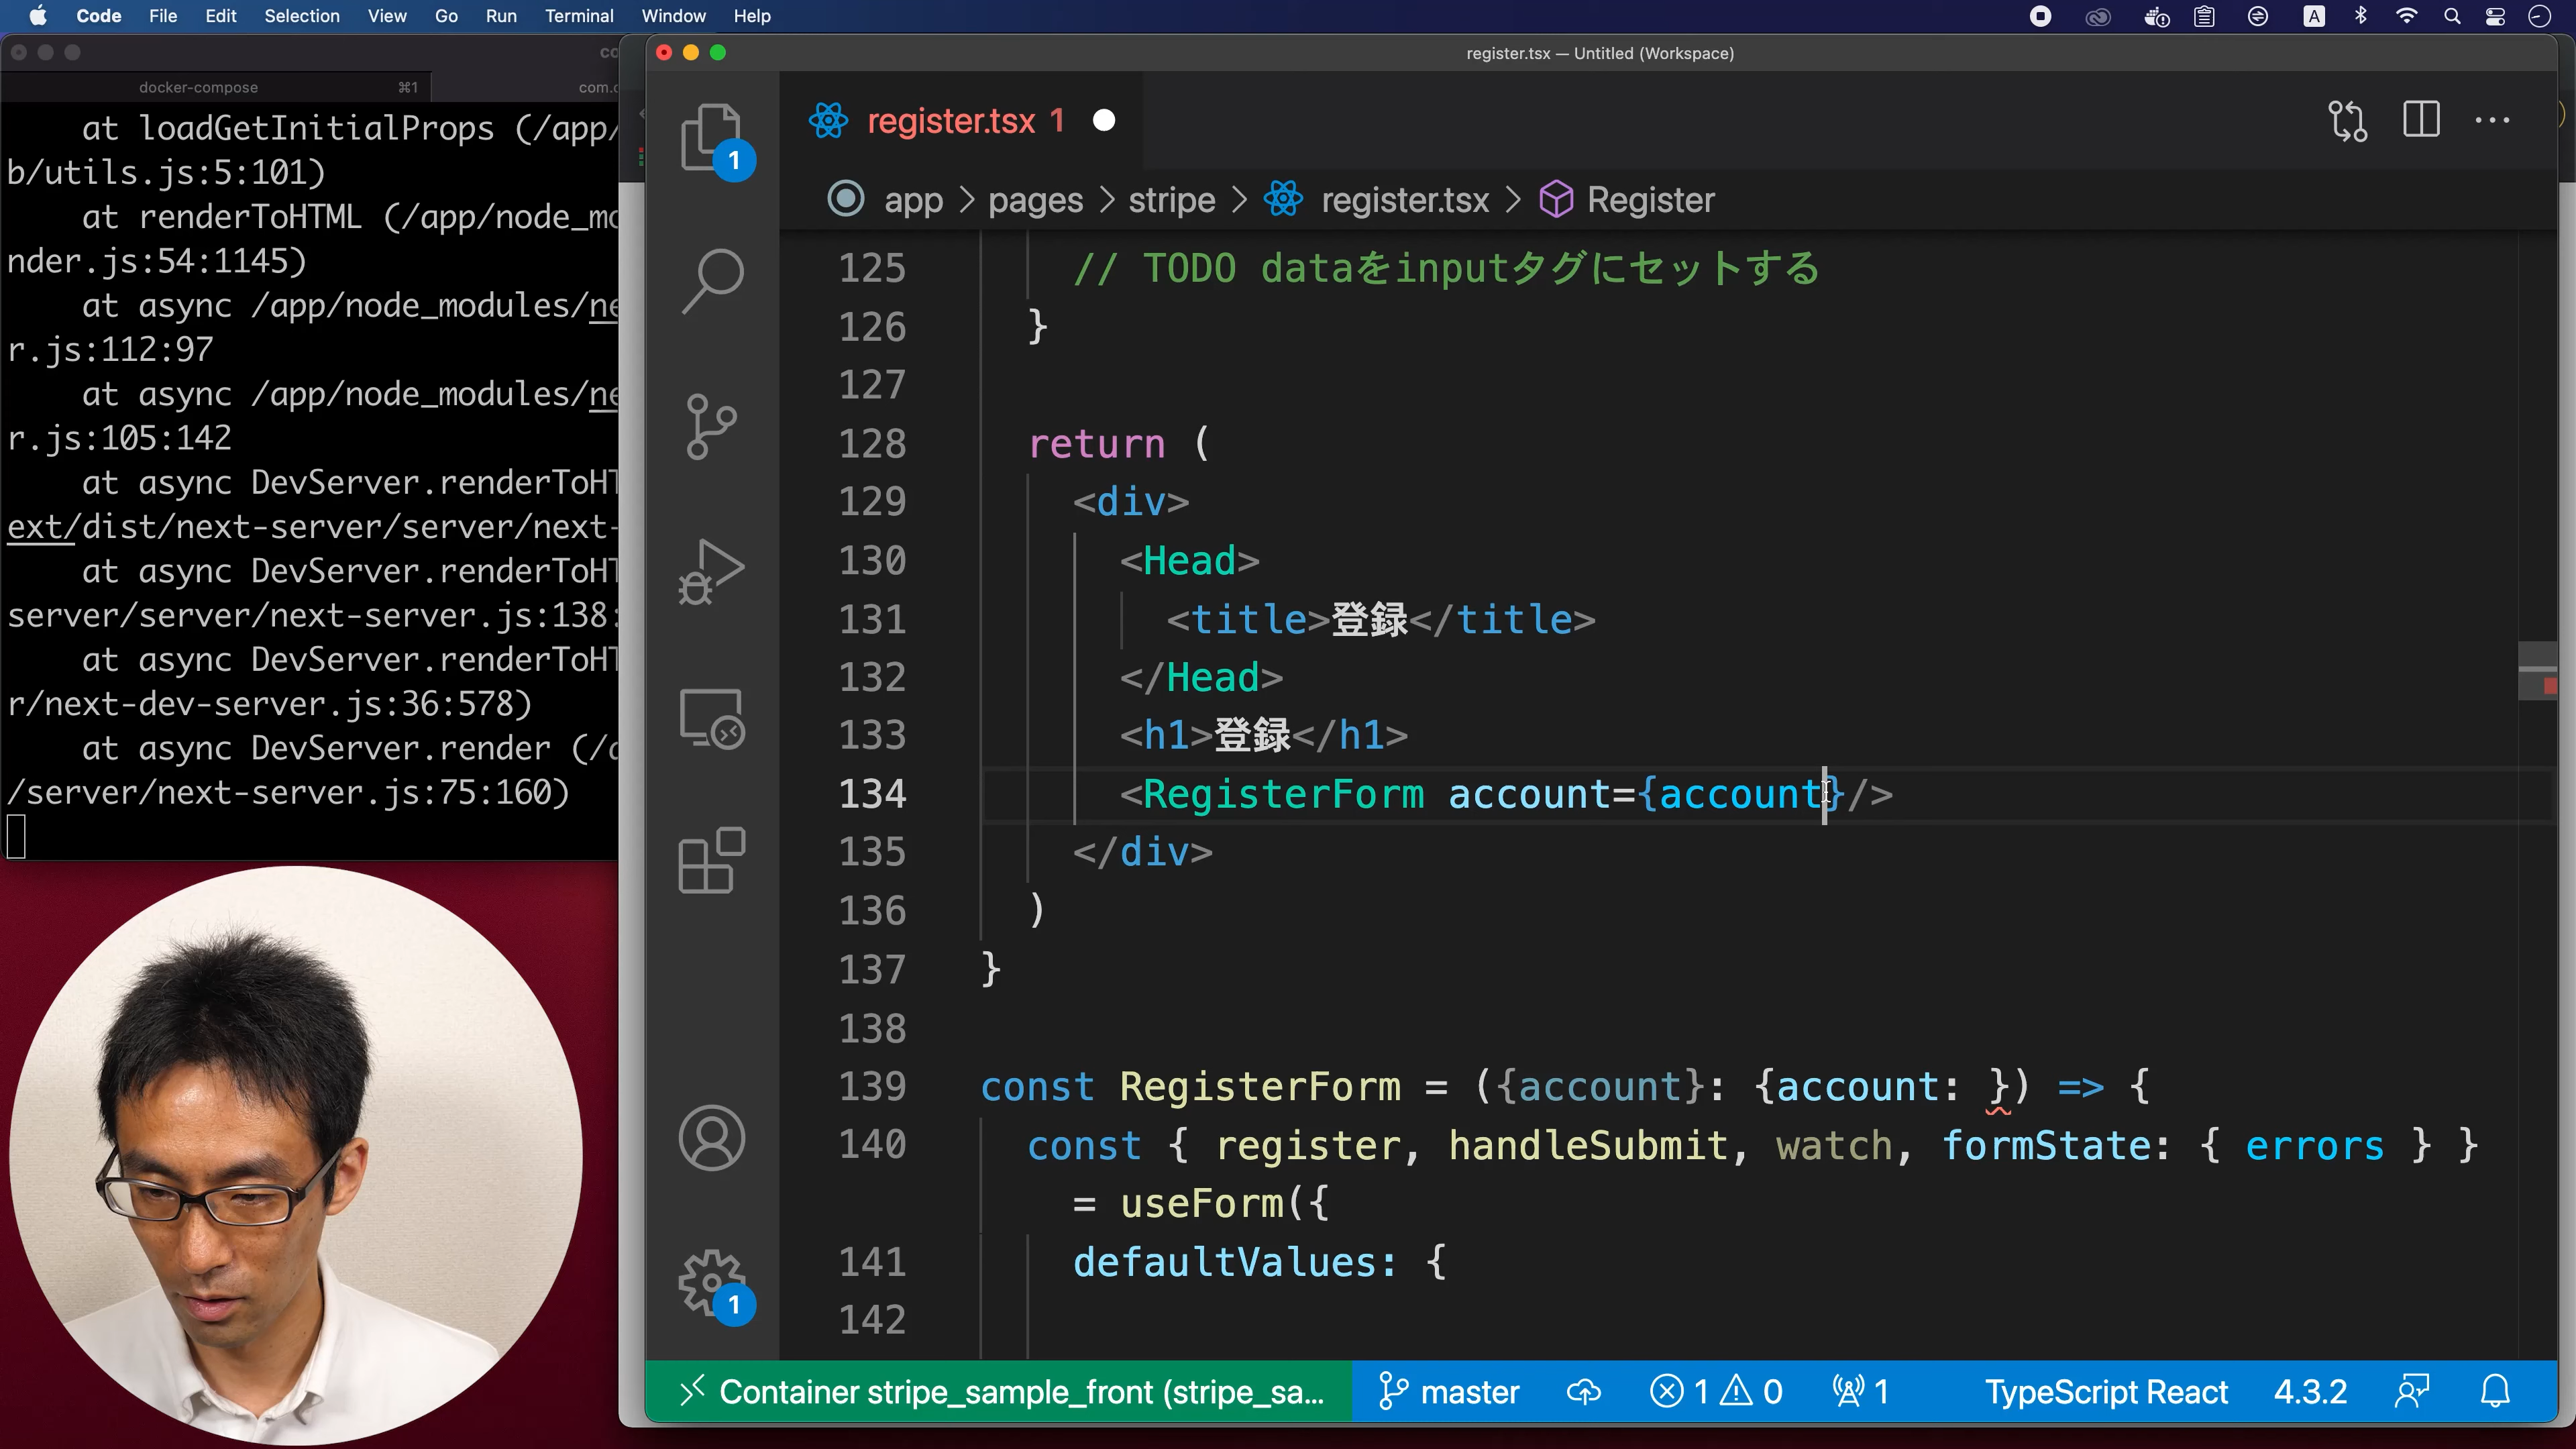 Code File Edit Selection View Go Run Terminal Window Help A
docker-compose ⌘1
at loadGetInitialProps (/app/
b/utils.js:5:101)
at renderToHTML (/app/node_mo
nder.js:54:1145)
at async /app/node_modules/ne
r.js:112:97
at async /app/node_modules/ne
r.js:105:142
at async DevServer.renderToHT
ext/dist/next-server/server/next-
at async DevServer.renderToHT
server/server/next-server.js:138:
at async DevServer.renderToHT
r/next-dev-server.js:36:578)
at async DevServer.render (/a
/server/next-server.js:75:160)
register.tsx — Untitled (Workspace)
register.tsx 1
app > pages > stripe > register.tsx > Register
1
1
125 // TODO dataをinputタグにセットする
126 }
127
128 return (
129 <div>
130 <Head>
131 <title>登録</title>
132 </Head>
133 <h1>登録</h1>
134 <RegisterForm account={account}/>
135 </div>
136 )
137 }
138
139 const RegisterForm = ({account}: {account: }) => {
140 const { register, handleSubmit, watch, formState: { errors } }
= useForm({
141 defaultValues: {
142
Container stripe_sample_front (stripe_sa... master 1 0 1 TypeScript React 4.3.2